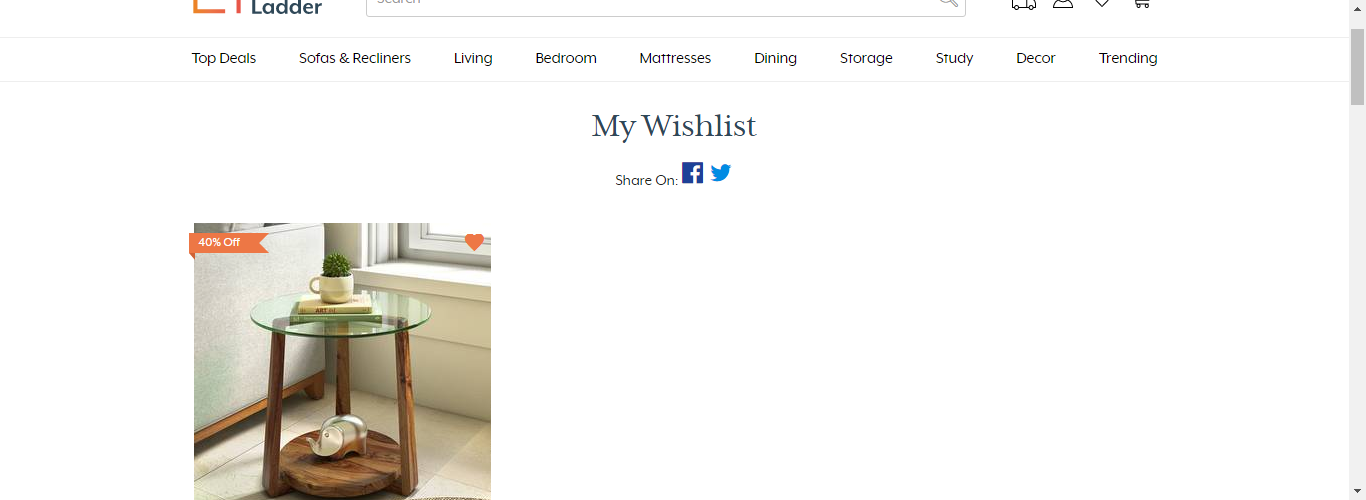 Ladder
Search
Top Deals
Sofas & Recliners
Living
Bedroom
Mattresses
Dining
Storage
Study
Decor
Trending
My Wishlist
Share On:
40% Off
ART